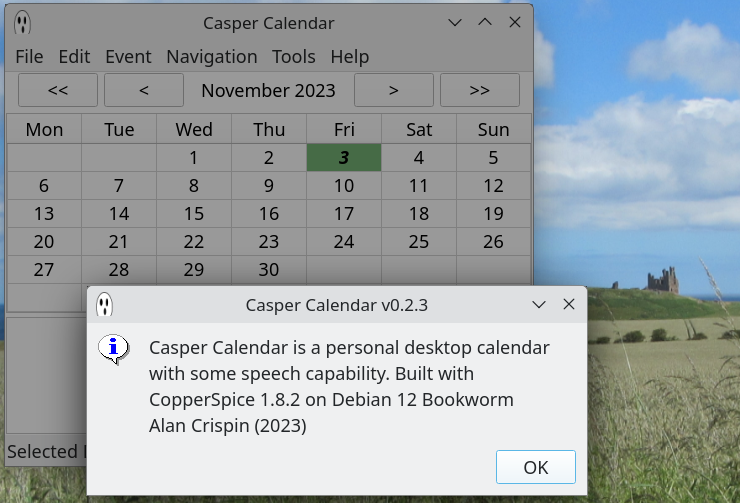 Casper Calendar
File Edit Event Navigation Tools Help
<< < November 2023 > >>
Mon Tue Wed Thu Fri Sat Sun
1 2 3 4 5
6 7 8 9 10 11 12
13 14 15 16 17 18 19
20 21 22 23 24 25 26
27 28 29 30
Casper Calendar v0.2.3
Casper Calendar is a personal desktop calendar
with some speech capability. Built with
CopperSpice 1.8.2 on Debian 12 Bookworm
Alan Crispin (2023)
OK
Selected